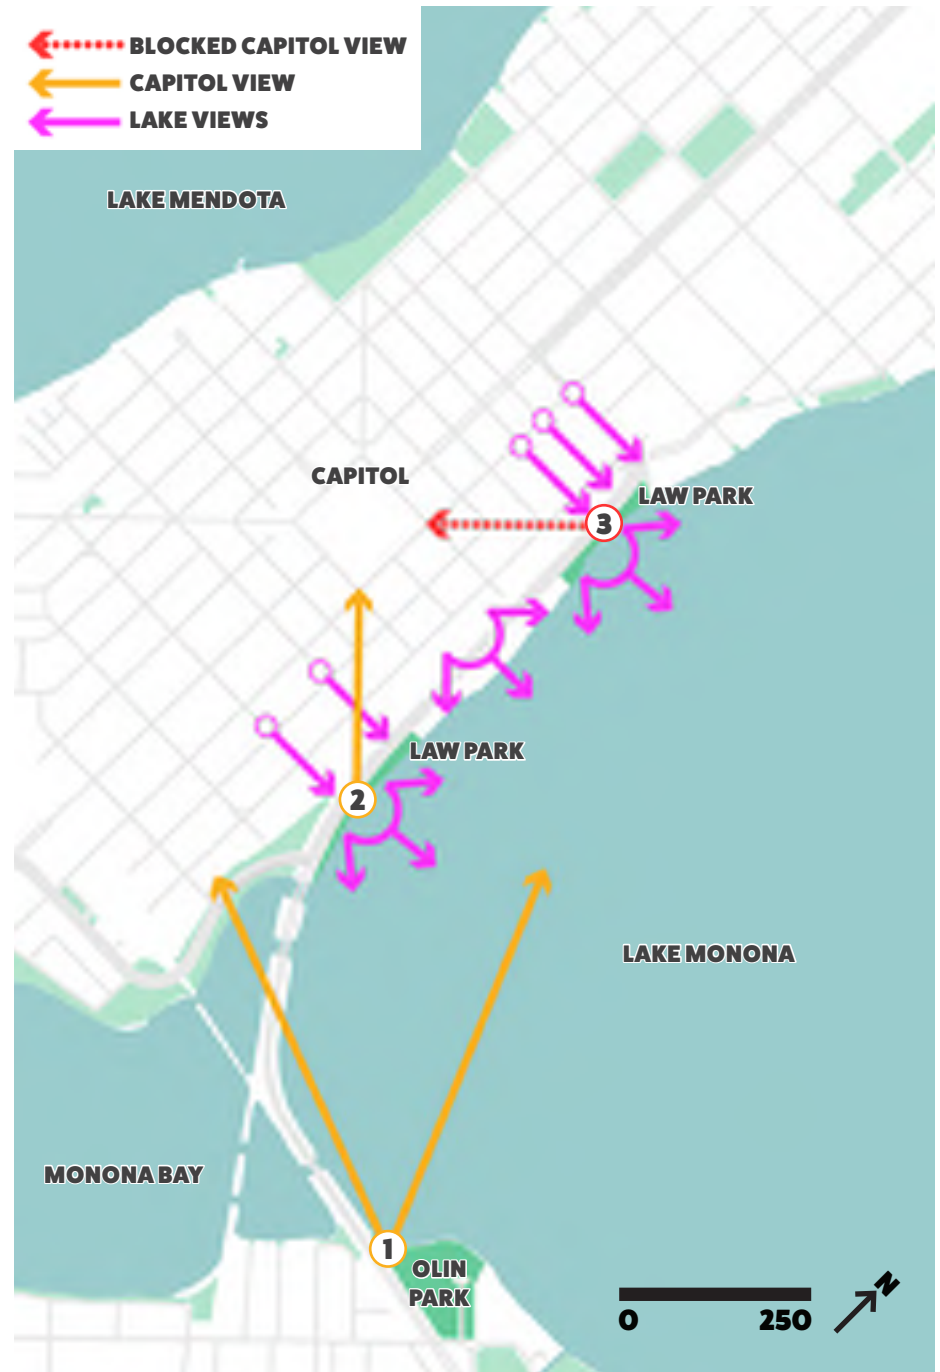 BLOCKED CAPITOL VIEW
CAPITOL VIEW
LAKE VIEWS
LAKE MENDOTA
CAPITOL
LAW PARK
3
LAW PARK
2
LAKE MONONA
MONONA BAY
1
OLIN
PARK
N
0 250